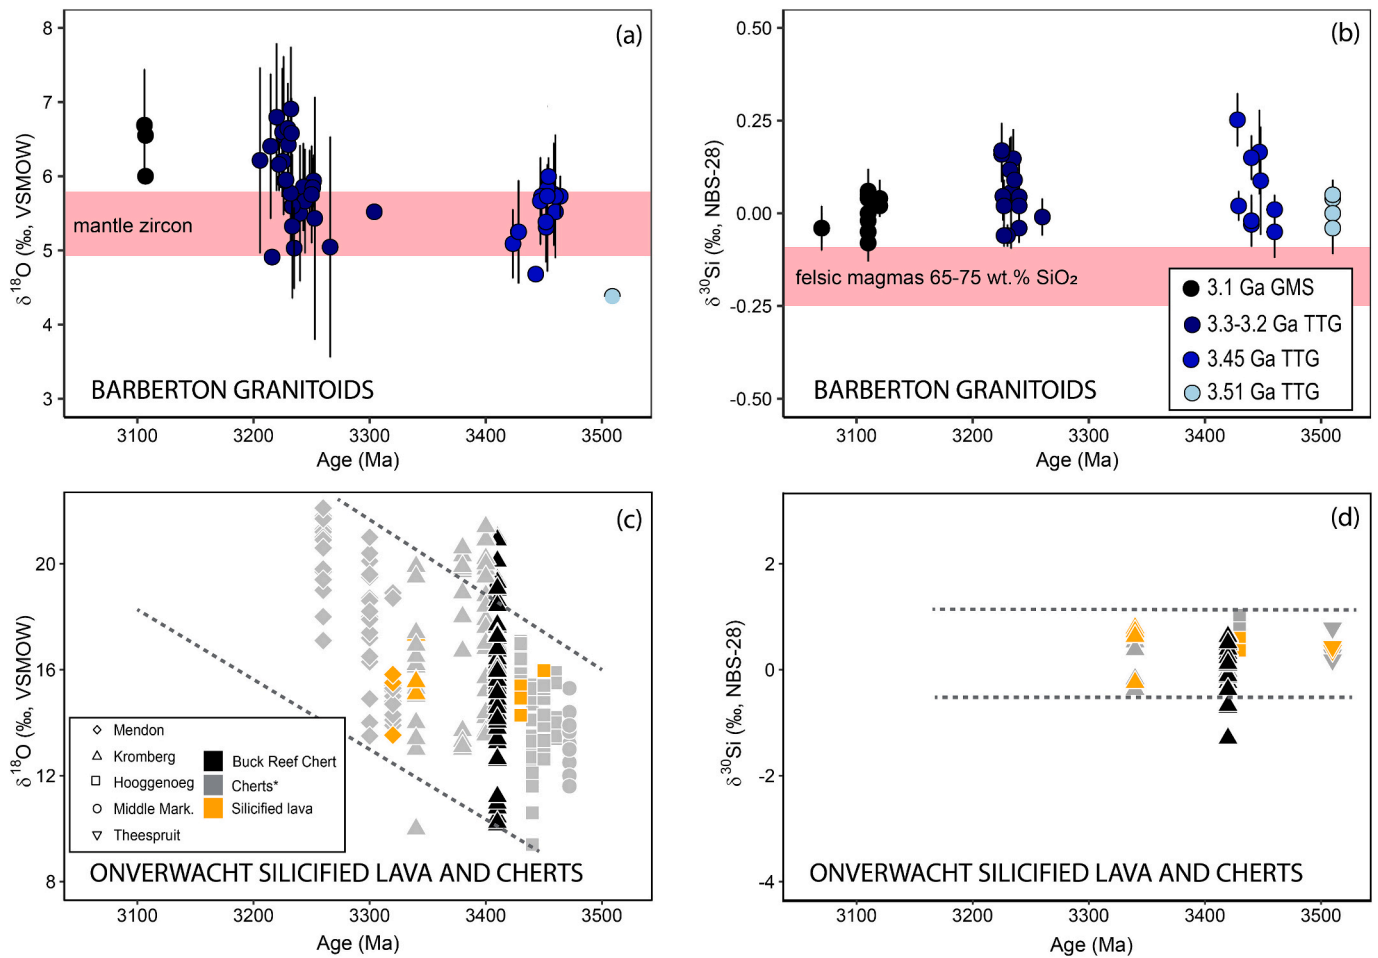 (a)
8
7
6
5
4
3
δ¹⁸O (‰, VSMOW)
mantle zircon
BARBERTON GRANITOIDS
3100
3200
3300
3400
3500
Age (Ma)
(b)
0.50
0.25
0.00
-0.25
-0.50
δ³⁰Si (‰, NBS-28)
felsic magmas 65-75 wt.% SiO₂
3.1 Ga GMS
3.3-3.2 Ga TTG
3.45 Ga TTG
3.51 Ga TTG
BARBERTON GRANITOIDS
3100
3200
3300
3400
3500
Age (Ma)
(c)
20
16
12
8
δ¹⁸O (‰, VSMOW)
Mendon
Kromberg
Hooggenoeg
Middle Mark.
Theespruit
Buck Reef Chert
Cherts*
Silicified lava
ONVERWACHT SILICIFIED LAVA AND CHERTS
3100
3200
3300
3400
3500
Age (Ma)
(d)
2
0
-2
-4
δ³⁰Si (‰, NBS-28)
ONVERWACHT SILICIFIED LAVA AND CHERTS
3100
3200
3300
3400
3500
Age (Ma)